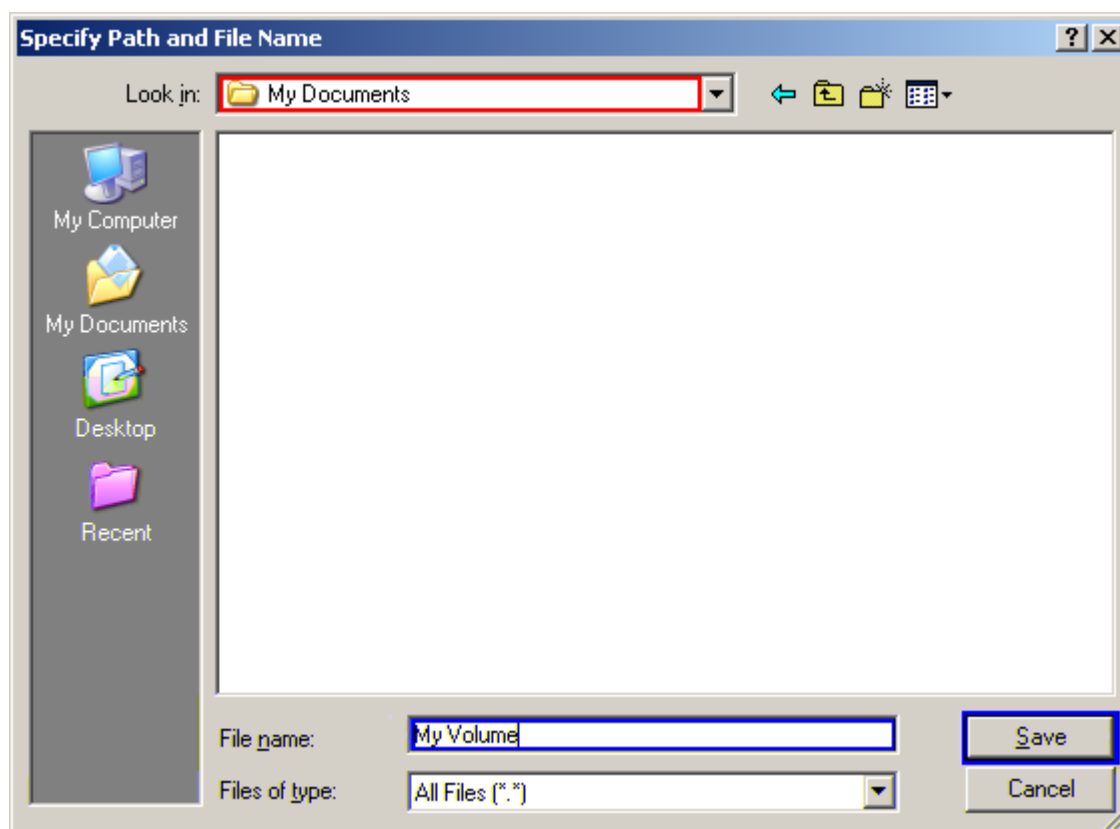 Specify Path and File Name
Look in:
My Documents
My Computer
My Documents
Desktop
Recent
File name:
My Volume
Save
Files of type:
All Files (*.*)
Cancel